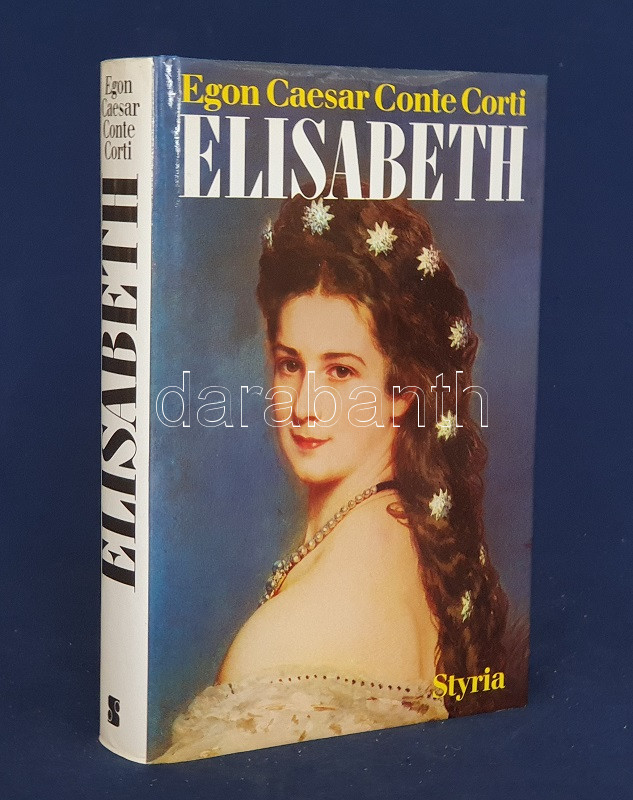 Egon
Caesar
Conte
Corti
ELISABETH
S
Egon Caesar Conte Corti
ELISABETH
darabanth
Styria